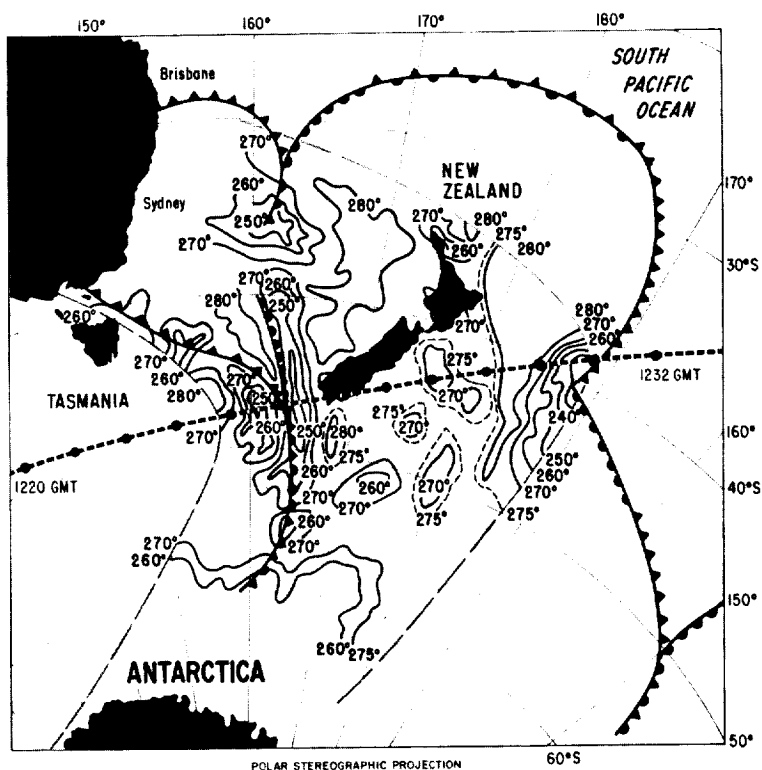 150° 160° 170° 180°
SOUTH
PACIFIC
OCEAN
Brisbane
270°
NEW
ZEALAND
260° 280° 170°
Sydney 250° 270° 280°
275°
270° 260° 280°
30°S
270° 260°
280° 250°
260° 270° 280°
270°
260°
270° 275°
260° 270° 1232 GMT
280° 250° 270° 240°
TASMANIA
260° 250° 280° 275° 270° 160°
270° 275° 250°
260° 260°
1220 GMT 270° 260° 270° 270° 40°S
270° 275° 275°
260°
270° 270°
260°
150°
260° 275°
ANTARCTICA
50°S
60°S
POLAR STEREOGRAPHIC PROJECTION